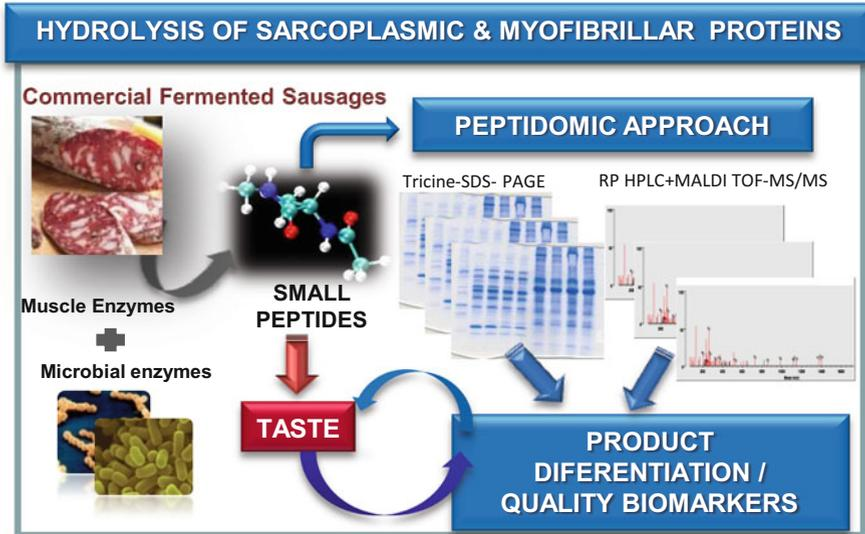 HYDROLYSIS OF SARCOPLASMIC & MYOFIBRILLAR PROTEINS
Commercial Fermented Sausages
PEPTIDOMIC APPROACH
Tricine-SDS- PAGE
RP HPLC+MALDI TOF-MS/MS
Muscle Enzymes
Microbial enzymes
SMALL
PEPTIDES
TASTE
PRODUCT
DIFERENTIATION /
QUALITY BIOMARKERS